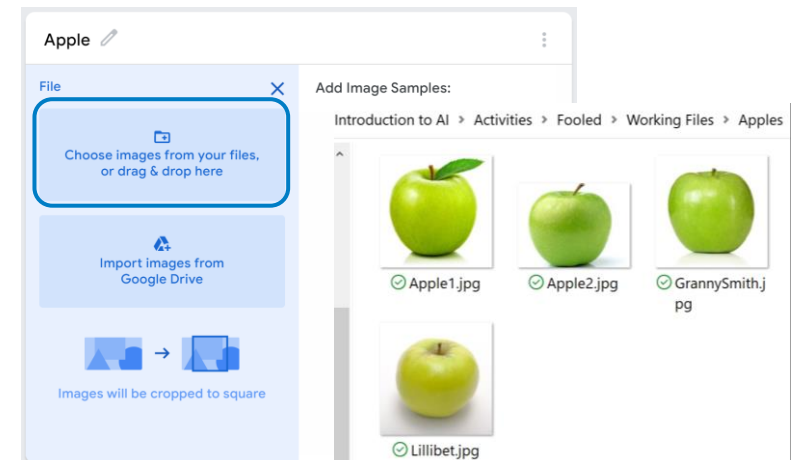 Apple
File
Add Image Samples:
Choose images from your files,
or drag & drop here
Import images from
Google Drive
Images will be cropped to square
Introduction to AI > Activities > Fooled > Working Files > Apples
Apple1.jpg
Apple2.jpg
GrannySmith.j
pg
Lillibet.jpg